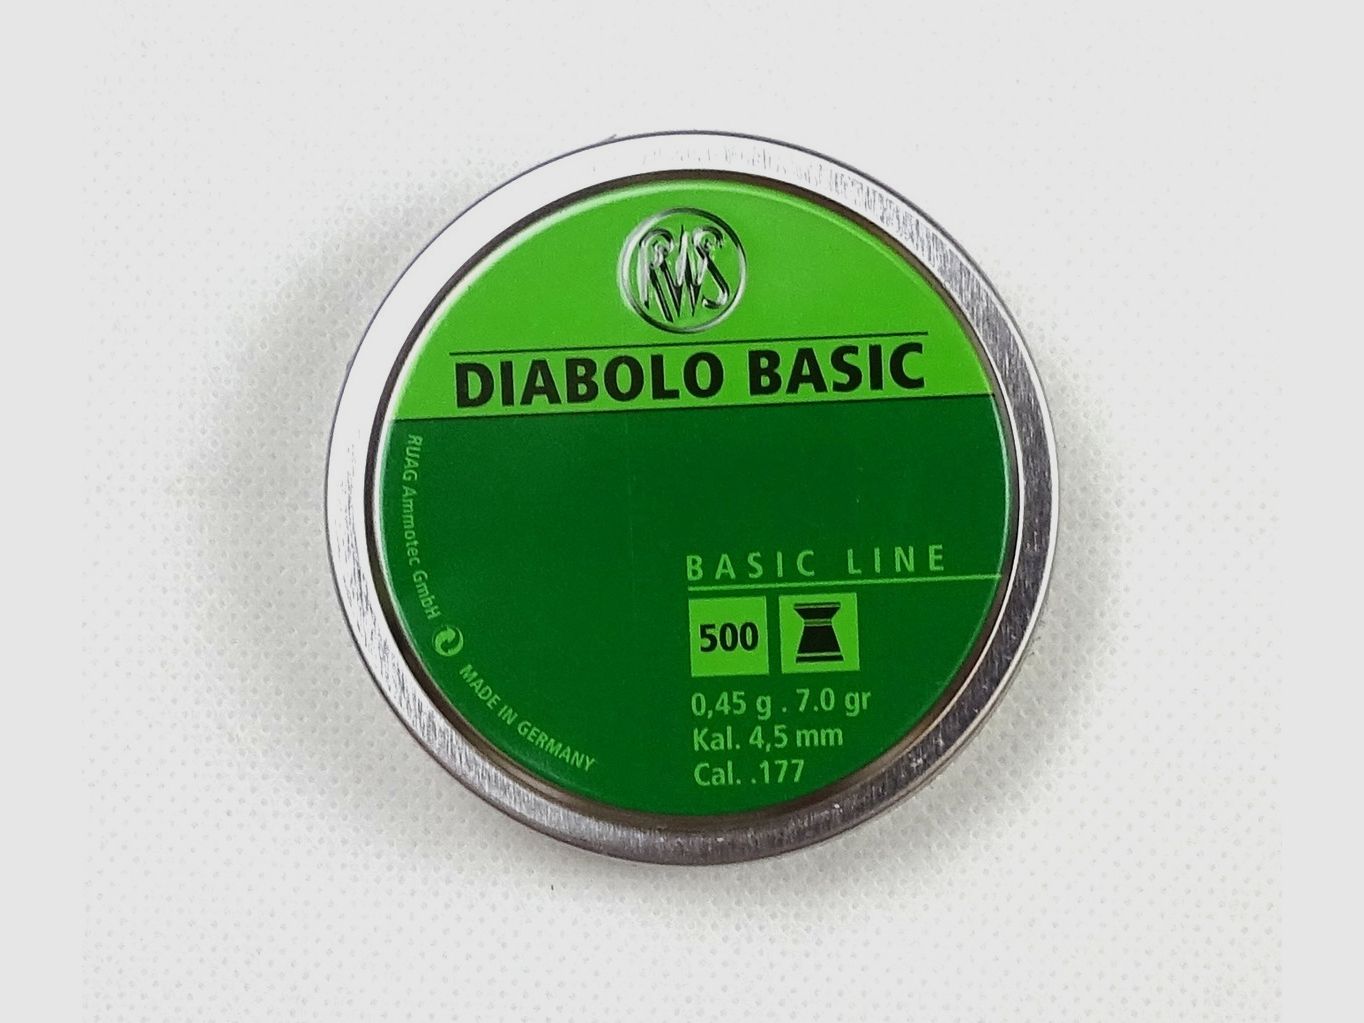 RWS
DIABOLO BASIC
RUAG Ammotec GmbH
MADE IN GERMANY
BASIC LINE
500
0,45 g . 7.0 gr
Kal. 4,5 mm
Cal. .177